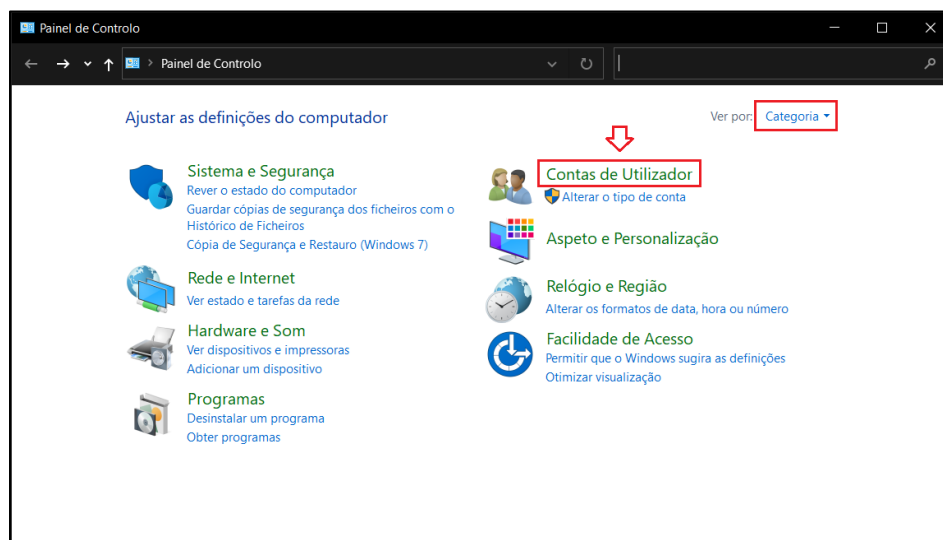 Painel de Controlo
Painel de Controlo
Ajustar as definições do computador
Ver por: Categoria
Sistema e Segurança
Rever o estado do computador
Guardar cópias de segurança dos ficheiros com o
Histórico de Ficheiros
Cópia de Segurança e Restauro (Windows 7)
Rede e Internet
Ver estado e tarefas da rede
Hardware e Som
Ver dispositivos e impressoras
Adicionar um dispositivo
Programas
Desinstalar um programa
Obter programas
Contas de Utilizador
Alterar o tipo de conta
Aspeto e Personalização
Relógio e Região
Alterar os formatos de data, hora ou número
Facilidade de Acesso
Permitir que o Windows sugira as definições
Otimizar visualização